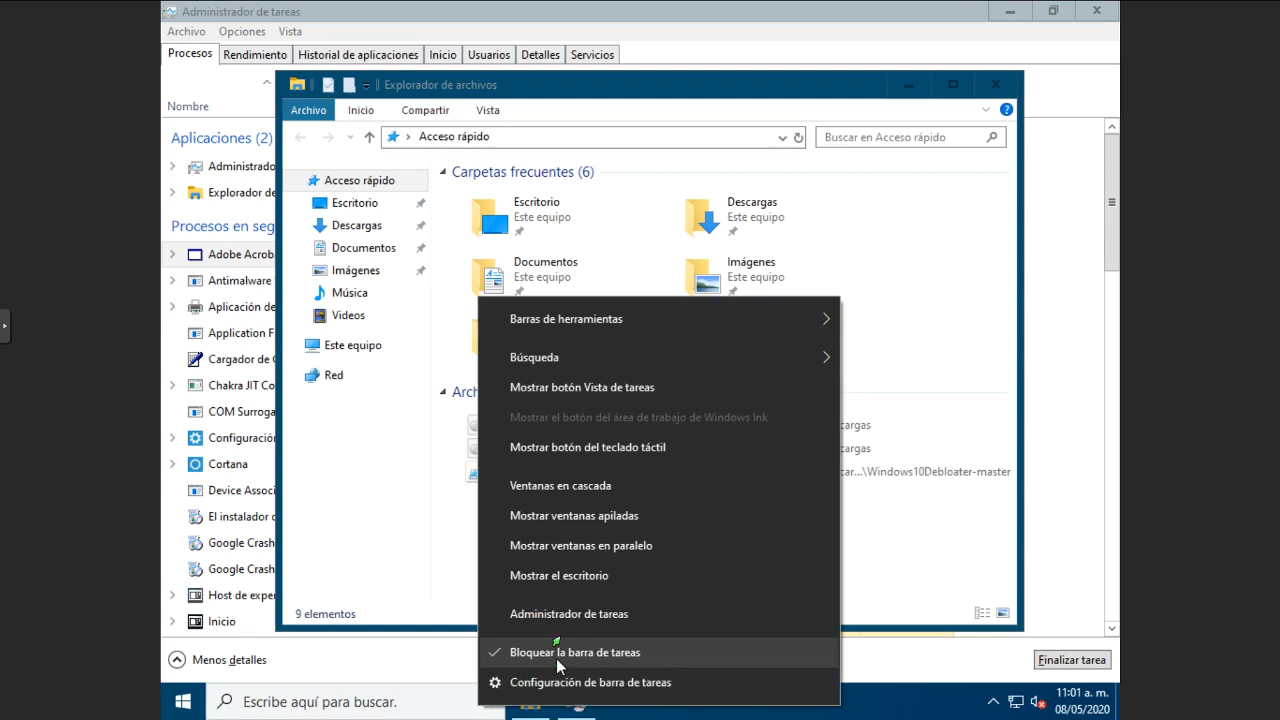 Administrador de tareas
Archivo Opciones Vista
Procesos Rendimiento Historial de aplicaciones Inicio Usuarios Detalles Servicios
Nombre
Aplicaciones (2)
Administrado
Explorador de
Procesos en seg
Adobe Acroba
Antimalware
Aplicación de
Application F
Cargador de C
Chakra JIT Co
COM Surroga
Configuración
Cortana
Device Associ
El instalador d
Google Crash
Google Crash
Host de exper
Inicio
Menos detalles
Finalizar tarea
Explorador de archivos
Archivo Inicio Compartir Vista
Acceso rápido
Buscar en Acceso rápido
Acceso rápido
Escritorio
Descargas
Documentos
Imágenes
Música
Videos
Este equipo
Red
Carpetas frecuentes (6)
Escritorio
Este equipo
Descargas
Este equipo
Documentos
Este equipo
Imágenes
Este equipo
Arch
cargas
cargas
car...\Windows10Debloater-master
9 elementos
Barras de herramientas
Búsqueda
Mostrar botón Vista de tareas
Mostrar el botón del área de trabajo de Windows Ink
Mostrar botón del teclado táctil
Ventanas en cascada
Mostrar ventanas apiladas
Mostrar ventanas en paralelo
Mostrar el escritorio
Administrador de tareas
Bloquear la barra de tareas
Configuración de barra de tareas
Escribe aquí para buscar.
11:01 a. m.
08/05/2020